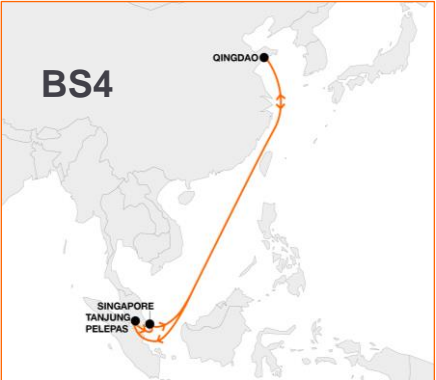 QINGDAO
BS4
SINGAPORE
TANJUNG
PELEPAS